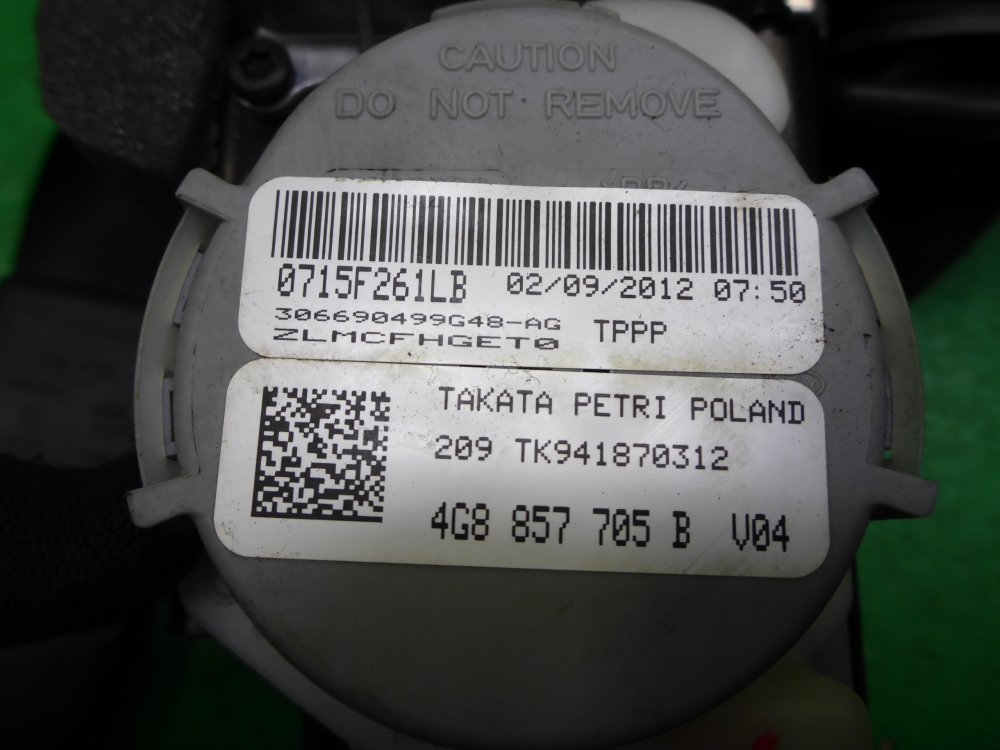 CAUTION
DO NOT REMOVE
0715F261LB 02/09/2012 07:50
306690499G48-AG TPPP
ZLMCFHGET0
TAKATA PETRI POLAND
209 TK941870312
4G8 857 705 B V04